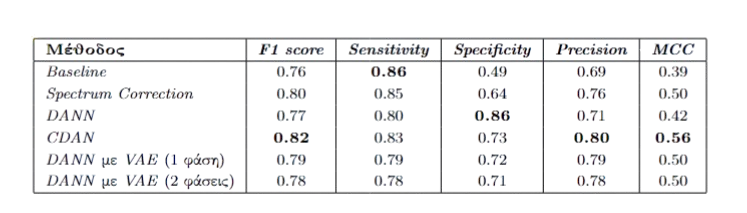 Μέθοδος F1 score Sensitivity Specificity Precision MCC
Baseline 0.76 0.86 0.49 0.69 0.39
Spectrum Correction 0.80 0.85 0.64 0.76 0.50
DANN 0.77 0.80 0.86 0.71 0.42
CDAN 0.82 0.83 0.73 0.80 0.56
DANN με VAE (1 φάση) 0.79 0.79 0.72 0.79 0.50
DANN με VAE (2 φάσεις) 0.78 0.78 0.71 0.78 0.50